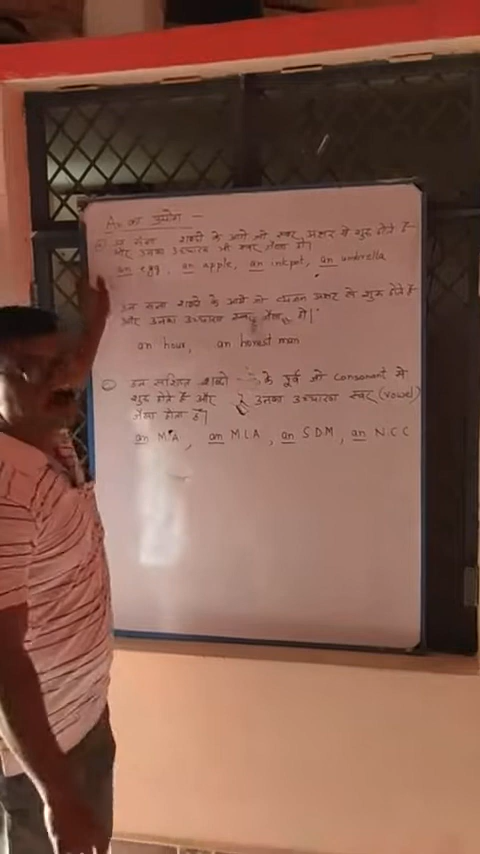 An का उपयोग -
उन संज्ञा शब्दों के आगे जो स्वर अक्षर से शुरू होते हैं
और उनका उच्चारण भी स्वर जैसा हो।
an egg, an apple, an inkpot, an umbrella
उन संज्ञा शब्दों के आगे जो व्यंजन अक्षर से शुरू होते हैं
और उनका उच्चारण स्वर जैसा हो।
an hour, an honest man
उन संक्षिप्त शब्दों के पूर्व जो consonant से
शुरू होते हैं और उनका उच्चारण स्वर (vowel)
जैसा होता है।
an M.A, an M.L.A, an S.D.M, an N.C.C